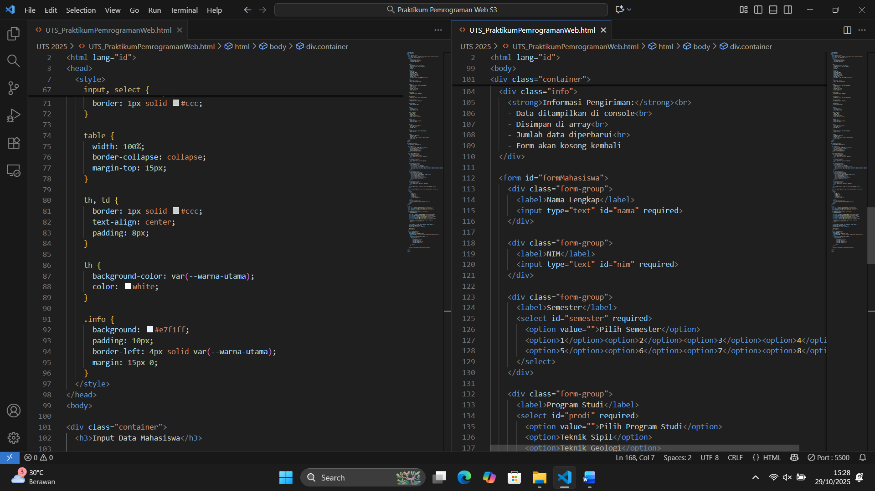 File Edit Selection View Go Run Terminal Help
Praktikum Pemrograman Web S3
UTS_PraktikumPemrogramanWeb.html
UTS 2025 > UTS_PraktikumPemrogramanWeb.html > html > body > div.container
2 <html lang="id">
3 <head>
7 <style>
67 input, select {
71 border: 1px solid #ccc;
72 }
73
74 table {
75 width: 100%;
76 border-collapse: collapse;
77 margin-top: 15px;
78 }
79
80 th, td {
81 border: 1px solid #ccc;
82 text-align: center;
83 padding: 8px;
84 }
85
86 th {
87 background-color: var(--warna-utama);
88 color: white;
89 }
90
91 .info {
92 background: #e7f1ff;
93 padding: 10px;
94 border-left: 4px solid var(--warna-utama);
95 margin: 15px 0;
96 }
97 </style>
98 </head>
99 <body>
100
101 <div class="container">
102 <h3>Input Data Mahasiswa</h3>
UTS_PraktikumPemrogramanWeb.html
UTS 2025 > UTS_PraktikumPemrogramanWeb.html > html > body > div.container
2 <html lang="id">
99 <body>
101 <div class="container">
104 <div class="info">
105 <strong>Informasi Pengiriman:</strong><br>
106 - Data ditampilkan di console<br>
107 - Disimpan di array<br>
108 - Jumlah data diperbarui<br>
109 - Form akan kosong kembali
110 </div>
111
112 <form id="formMahasiswa">
113 <div class="form-group">
114 <label>Nama Lengkap</label>
115 <input type="text" id="nama" required>
116 </div>
117
118 <div class="form-group">
119 <label>NIM</label>
120 <input type="text" id="nim" required>
121 </div>
122
123 <div class="form-group">
124 <label>Semester</label>
125 <select id="semester" required>
126 <option value="">Pilih Semester</option>
127 <option>1</option><option>2</option><option>3</option><option>4</optio
128 <option>5</option><option>6</option><option>7</option><option>8</optio
129 </select>
130 </div>
131
132 <div class="form-group">
133 <label>Program Studi</label>
134 <select id="prodi" required>
135 <option value="">Pilih Program Studi</option>
136 <option>Teknik Sipil</option>
137 <option>Teknik Geologi</option>
0 0
Ln 168, Col 7 Spaces: 2 UTF-8 CRLF {} HTML Port : 5500
5
30°C
Berawan
Search
15:28
29/10/2025